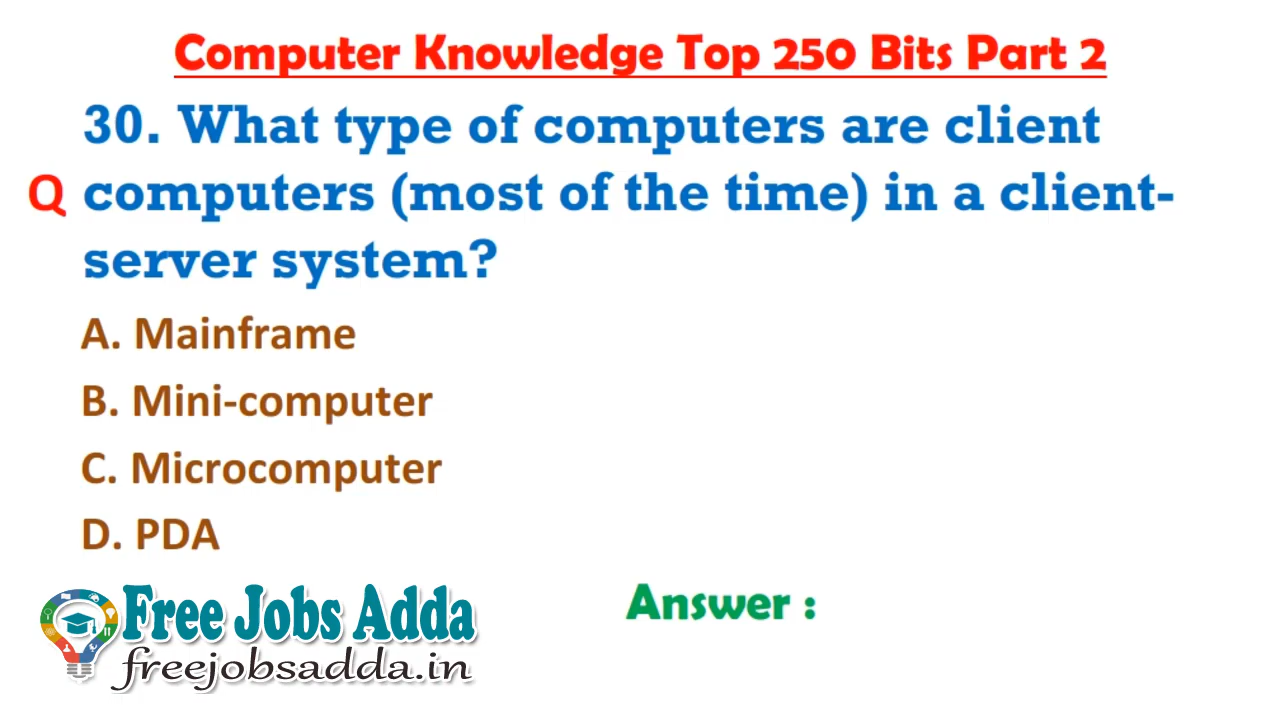 Computer Knowledge Top 250 Bits Part 2
30. What type of computers are client
Q computers (most of the time) in a client-
server system?
A. Mainframe
B. Mini-computer
C. Microcomputer
D. PDA
Free Jobs Adda
freejobsadda.in
Answer :